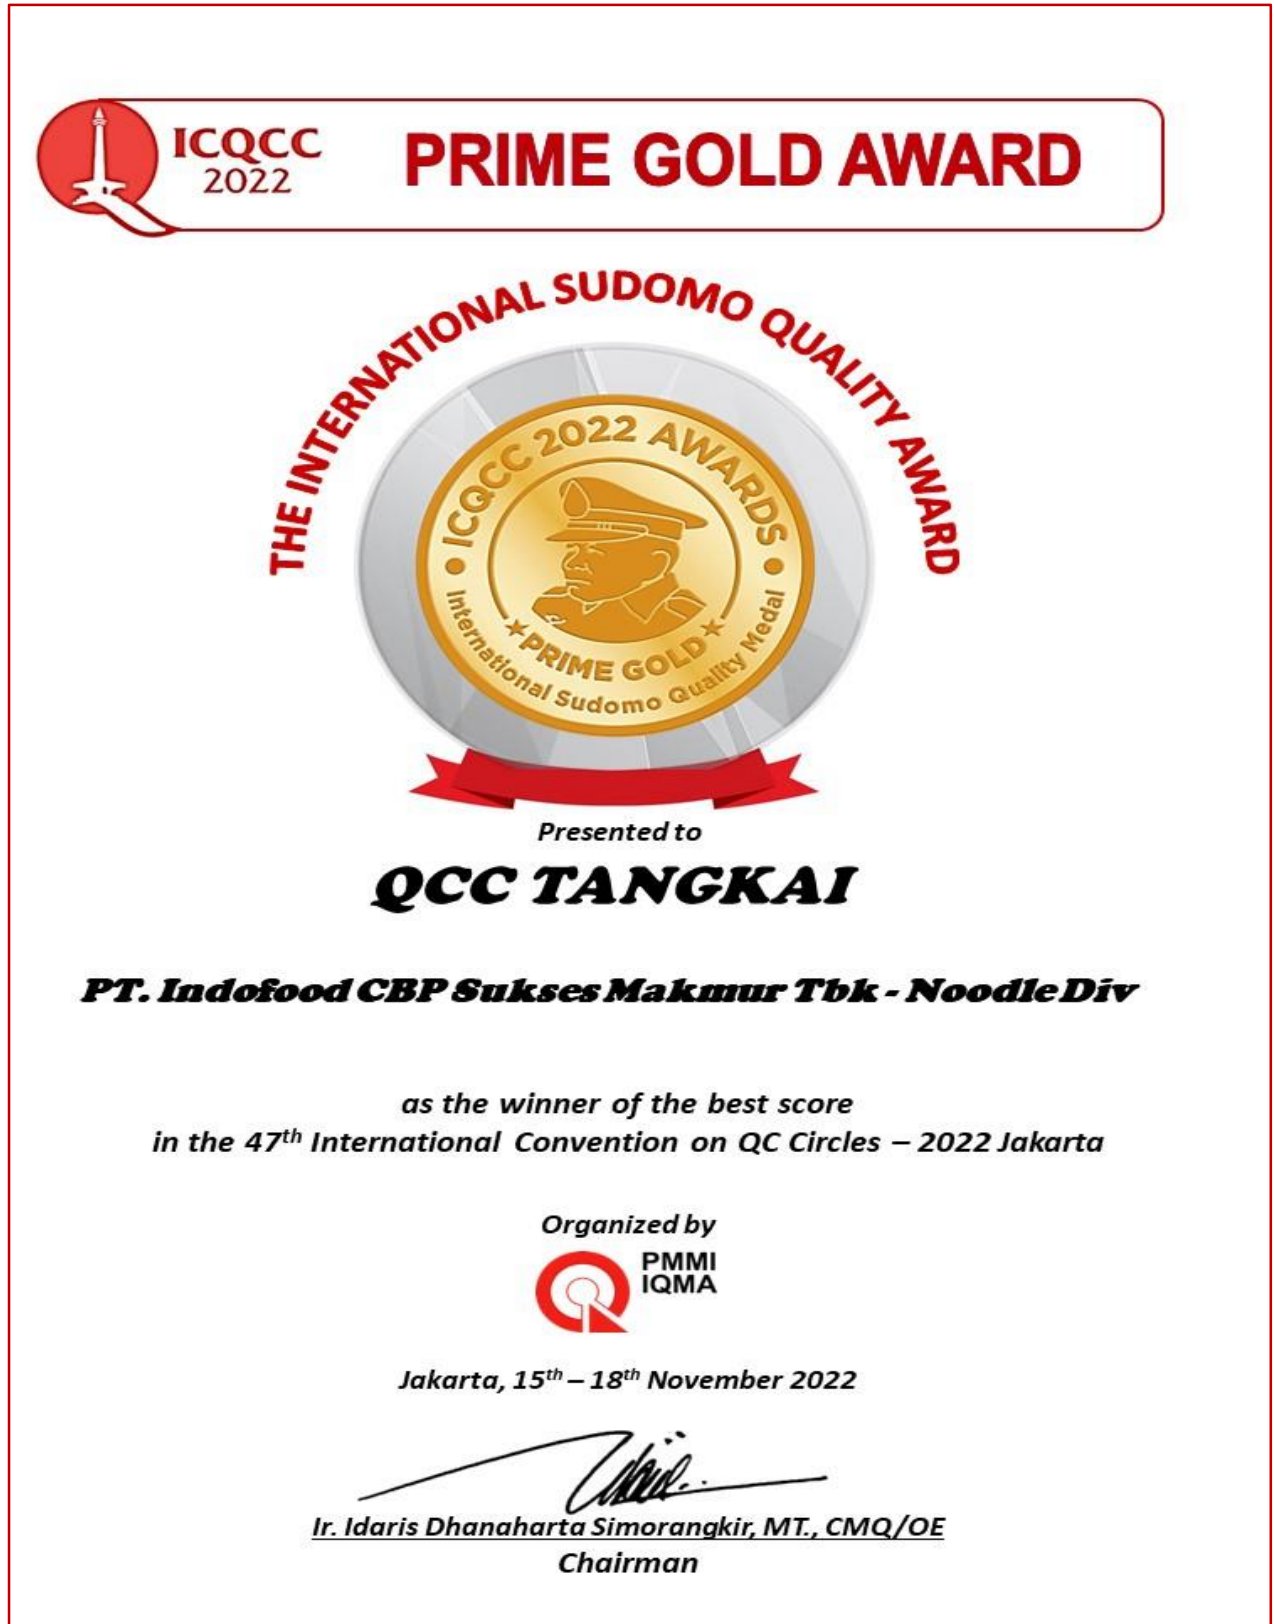 ICQCC
2022
PRIME GOLD AWARD
THE INTERNATIONAL SUDOMO QUALITY AWARD
ICQCC 2022 AWARDS
PRIME GOLD
International Sudomo Quality Medal
Presented to
QCC TANGKAI
PT. Indofood CBP Sukses Makmur Tbk - Noodle Div
as the winner of the best score
in the 47th International Convention on QC Circles – 2022 Jakarta
Organized by
PMMI
IQMA
Jakarta, 15th – 18th November 2022
Ir. Idaris Dhanaharta Simorangkir, MT., CMQ/OE
Chairman